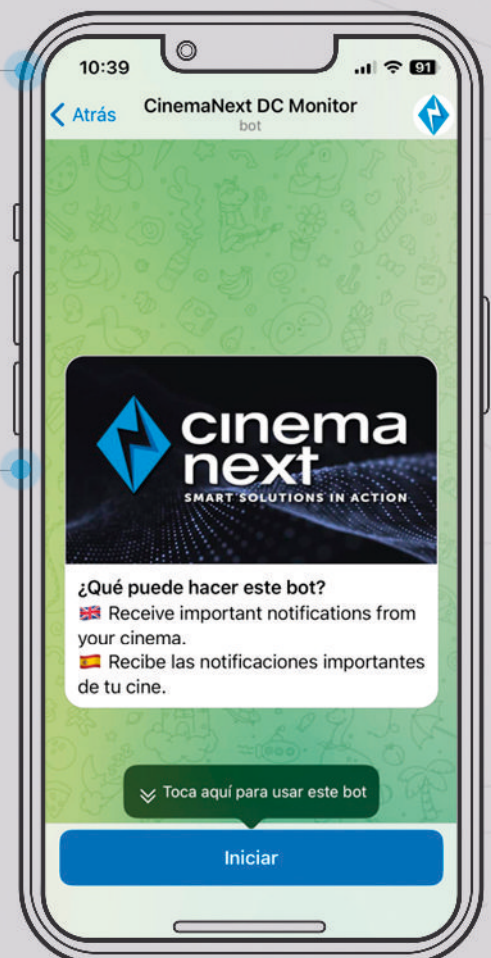 10:39
91
Atrás
CinemaNext DC Monitor
bot
cinema
next
SMART SOLUTIONS IN ACTION
¿Qué puede hacer este bot?
🇬🇧 Receive important notifications from
your cinema.
🇪🇸 Recibe las notificaciones importantes
de tu cine.
Toca aquí para usar este bot
Iniciar